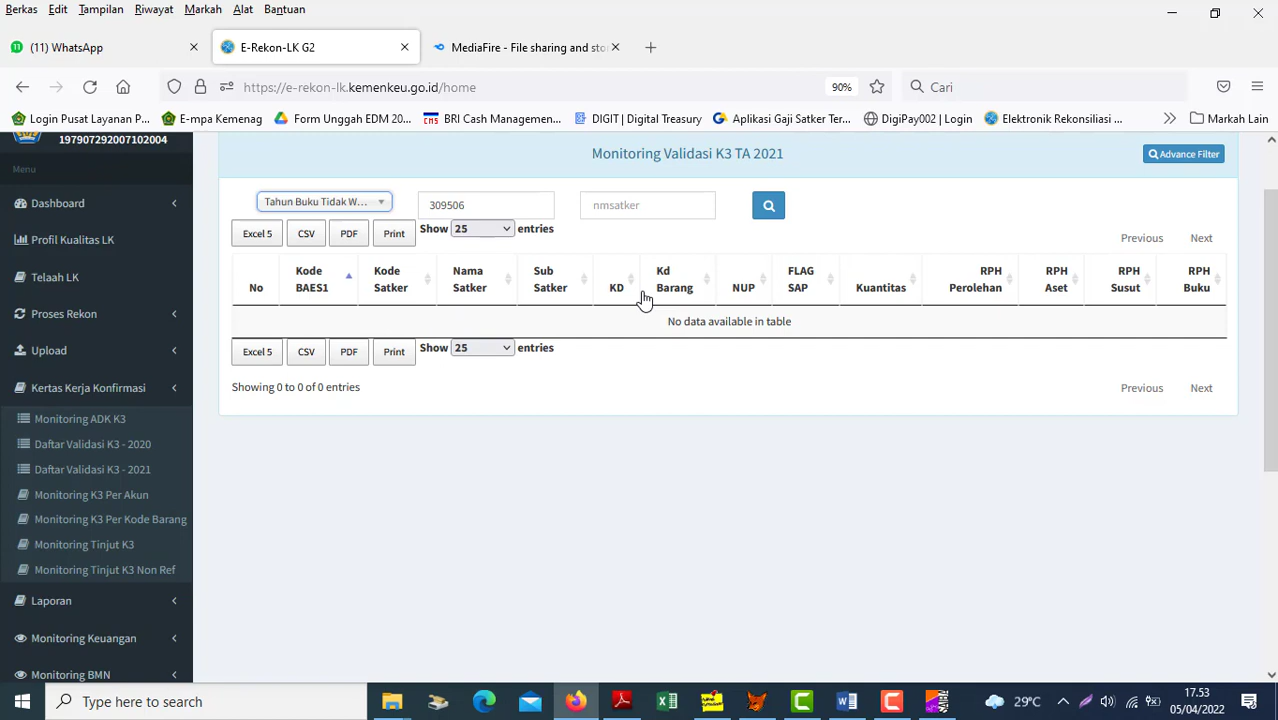 Berkas Edit Tampilan Riwayat Markah Alat Bantuan
(11) WhatsApp
E-Rekon-LK G2
MediaFire - File sharing and sto
https://e-rekon-lk.kemenkeu.go.id/home
90%
Cari
Login Pusat Layanan P...
E-mpa Kemenag
Form Unggah EDM 20...
BRI Cash Managemen...
DIGIT | Digital Treasury
Aplikasi Gaji Satker Ter...
DigiPay002 | Login
Elektronik Rekonsiliasi ...
Markah Lain
197907292007102004
Menu
Dashboard
Profil Kualitas LK
Telaah LK
Proses Rekon
Upload
Kertas Kerja Konfirmasi
Monitoring ADK K3
Daftar Validasi K3 - 2020
Daftar Validasi K3 - 2021
Monitoring K3 Per Akun
Monitoring K3 Per Kode Barang
Monitoring Tinjut K3
Monitoring Tinjut K3 Non Ref
Laporan
Monitoring Keuangan
Monitoring BMN
Monitoring Validasi K3 TA 2021
Advance Filter
Tahun Buku Tidak W...
309506
nmsatker
Excel 5 CSV PDF Print Show 25 entries
Previous Next
No
Kode BAES1
Kode Satker
Nama Satker
Sub Satker
KD
Kd Barang
NUP
FLAG SAP
Kuantitas
RPH Perolehan
RPH Aset
RPH Susut
RPH Buku
No data available in table
Excel 5 CSV PDF Print Show 25 entries
Showing 0 to 0 of 0 entries
Previous Next
Type here to search
29°C
17.53
05/04/2022